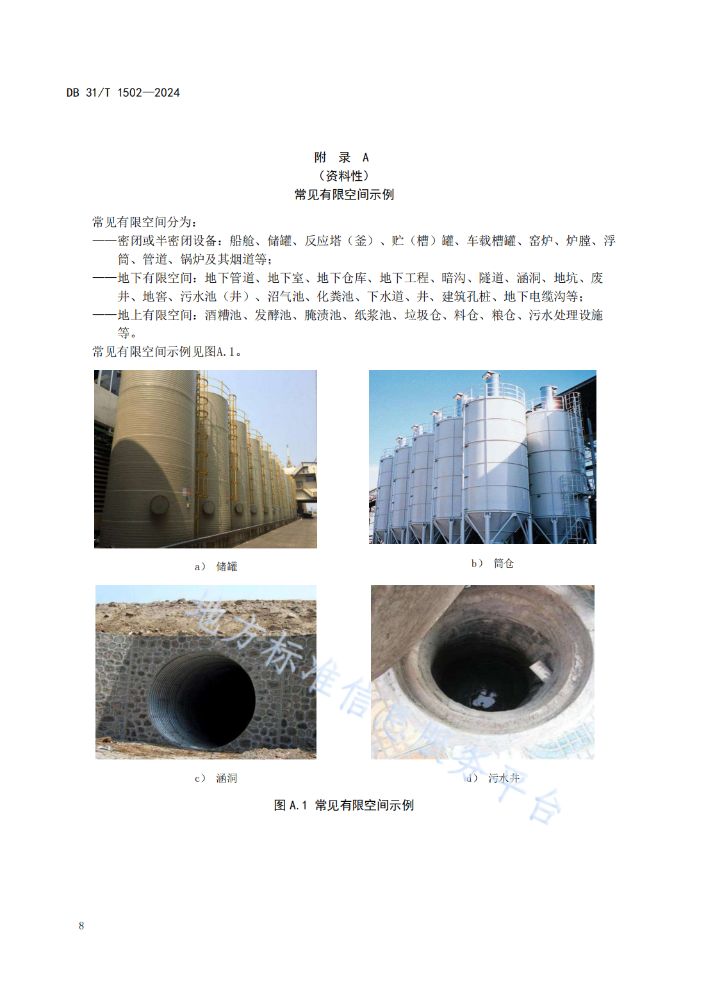 DB 31/T 1502—2024
附 录 A
（资料性）
常见有限空间示例
常见有限空间分为：
——密闭或半密闭设备：船舱、储罐、反应塔（釜）、贮（槽）罐、车载槽罐、窑炉、炉膛、浮
筒、管道、锅炉及其烟道等；
——地下有限空间：地下管道、地下室、地下仓库、地下工程、暗沟、隧道、涵洞、地坑、废
井、地窖、污水池（井）、沼气池、化粪池、下水道、井、建筑孔桩、地下电缆沟等；
——地上有限空间：酒糟池、发酵池、腌渍池、纸浆池、垃圾仓、料仓、粮仓、污水处理设施
等。
常见有限空间示例见图A.1。
a） 储罐
b） 筒仓
c） 涵洞
d） 污水井
地方标准信息服务平台
图 A.1 常见有限空间示例
8